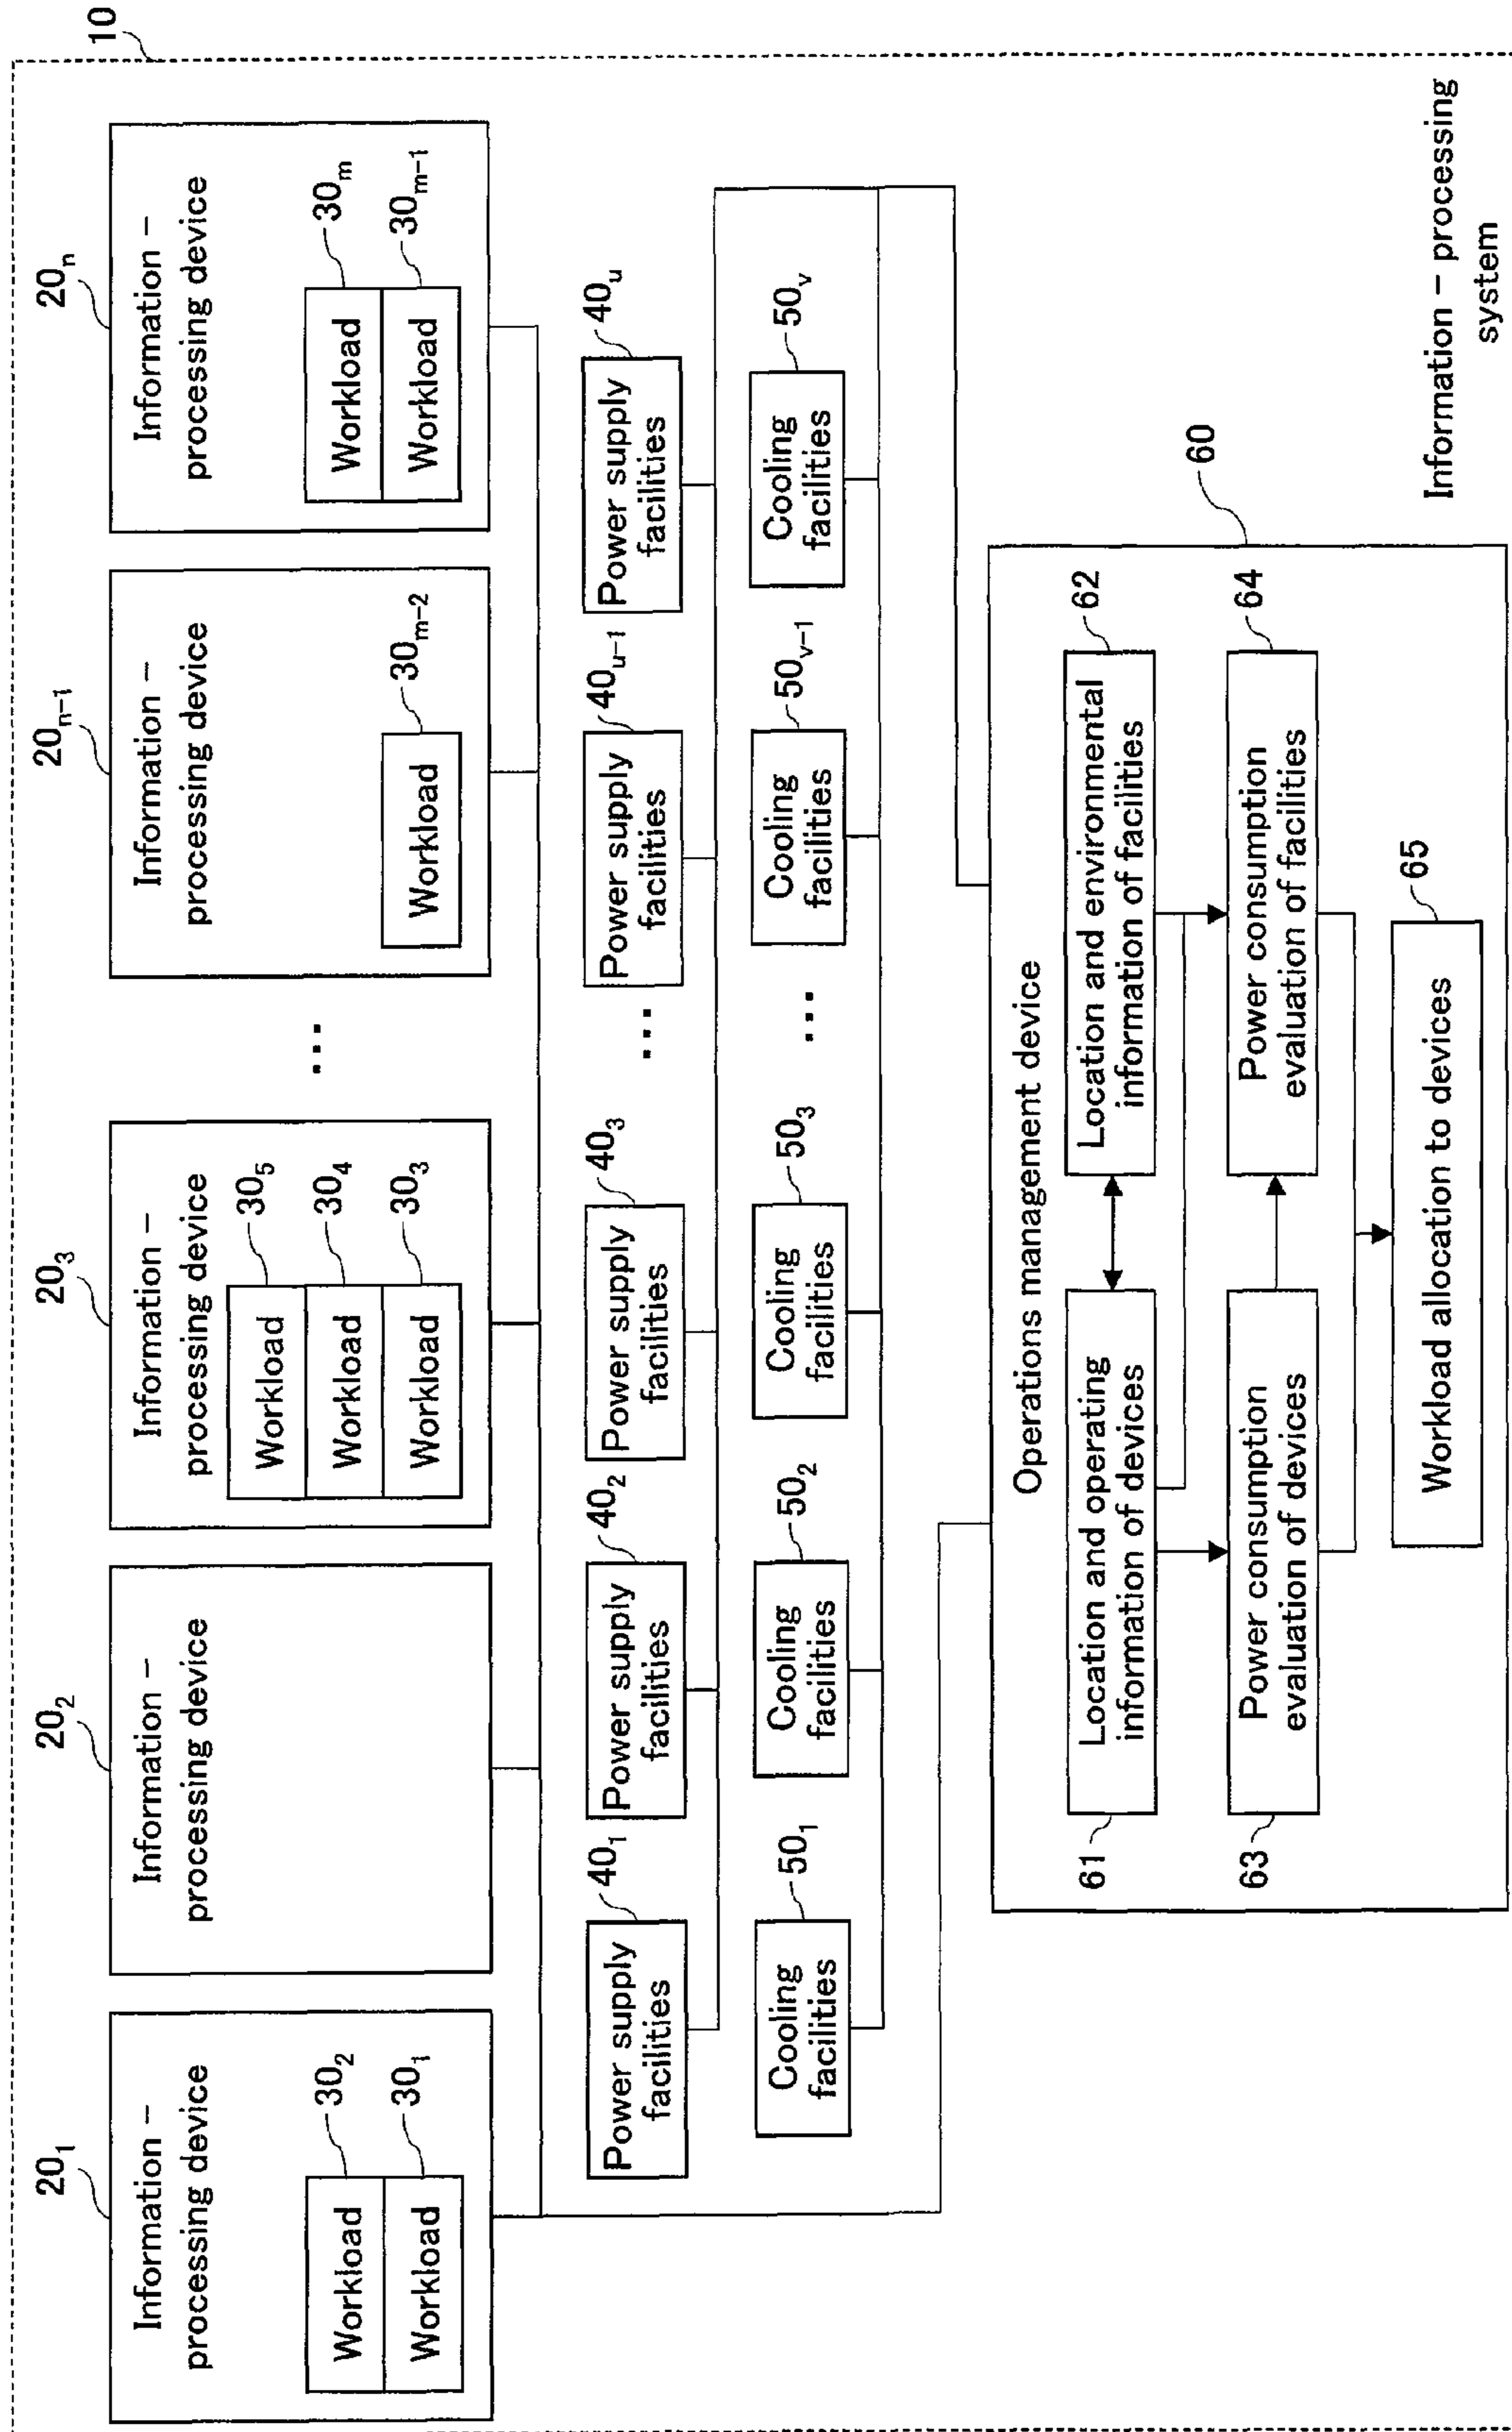 10
20₁
20₂
20₃
20ₙ₋₁
20ₙ
Information –
processing device
Information –
processing device
Information –
processing device
Information –
processing device
Information –
processing device
...
Workload
30₂
Workload
30₁
Workload
30₅
Workload
30₄
Workload
30₃
Workload
30ₘ₋₂
Workload
30ₘ
Workload
30ₘ₋₁
40₁
40₂
40₃
40ᵤ₋₁
40ᵤ
Power supply
facilities
Power supply
facilities
Power supply
facilities
...
Power supply
facilities
Power supply
facilities
50₁
50₂
50₃
50ᵥ₋₁
50ᵥ
Cooling
facilities
Cooling
facilities
Cooling
facilities
...
Cooling
facilities
Cooling
facilities
60
Operations management device
61
Location and operating
information of devices
62
Location and environmental
information of facilities
63
Power consumption
evaluation of devices
64
Power consumption
evaluation of facilities
65
Workload allocation to devices
Information – processing
system